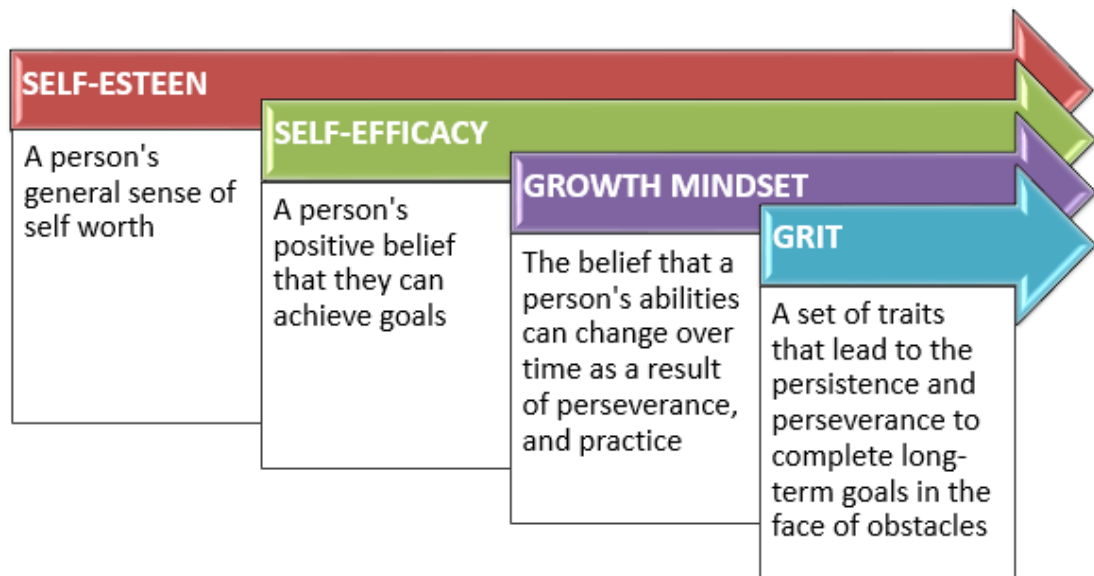 SELF-ESTEEN
A person's
general sense of
self worth
SELF-EFFICACY
A person's
positive belief
that they can
achieve goals
GROWTH MINDSET
The belief that a
person's abilities
can change over
time as a result
of perseverance,
and practice
GRIT
A set of traits
that lead to the
persistence and
perseverance to
complete long-
term goals in the
face of obstacles